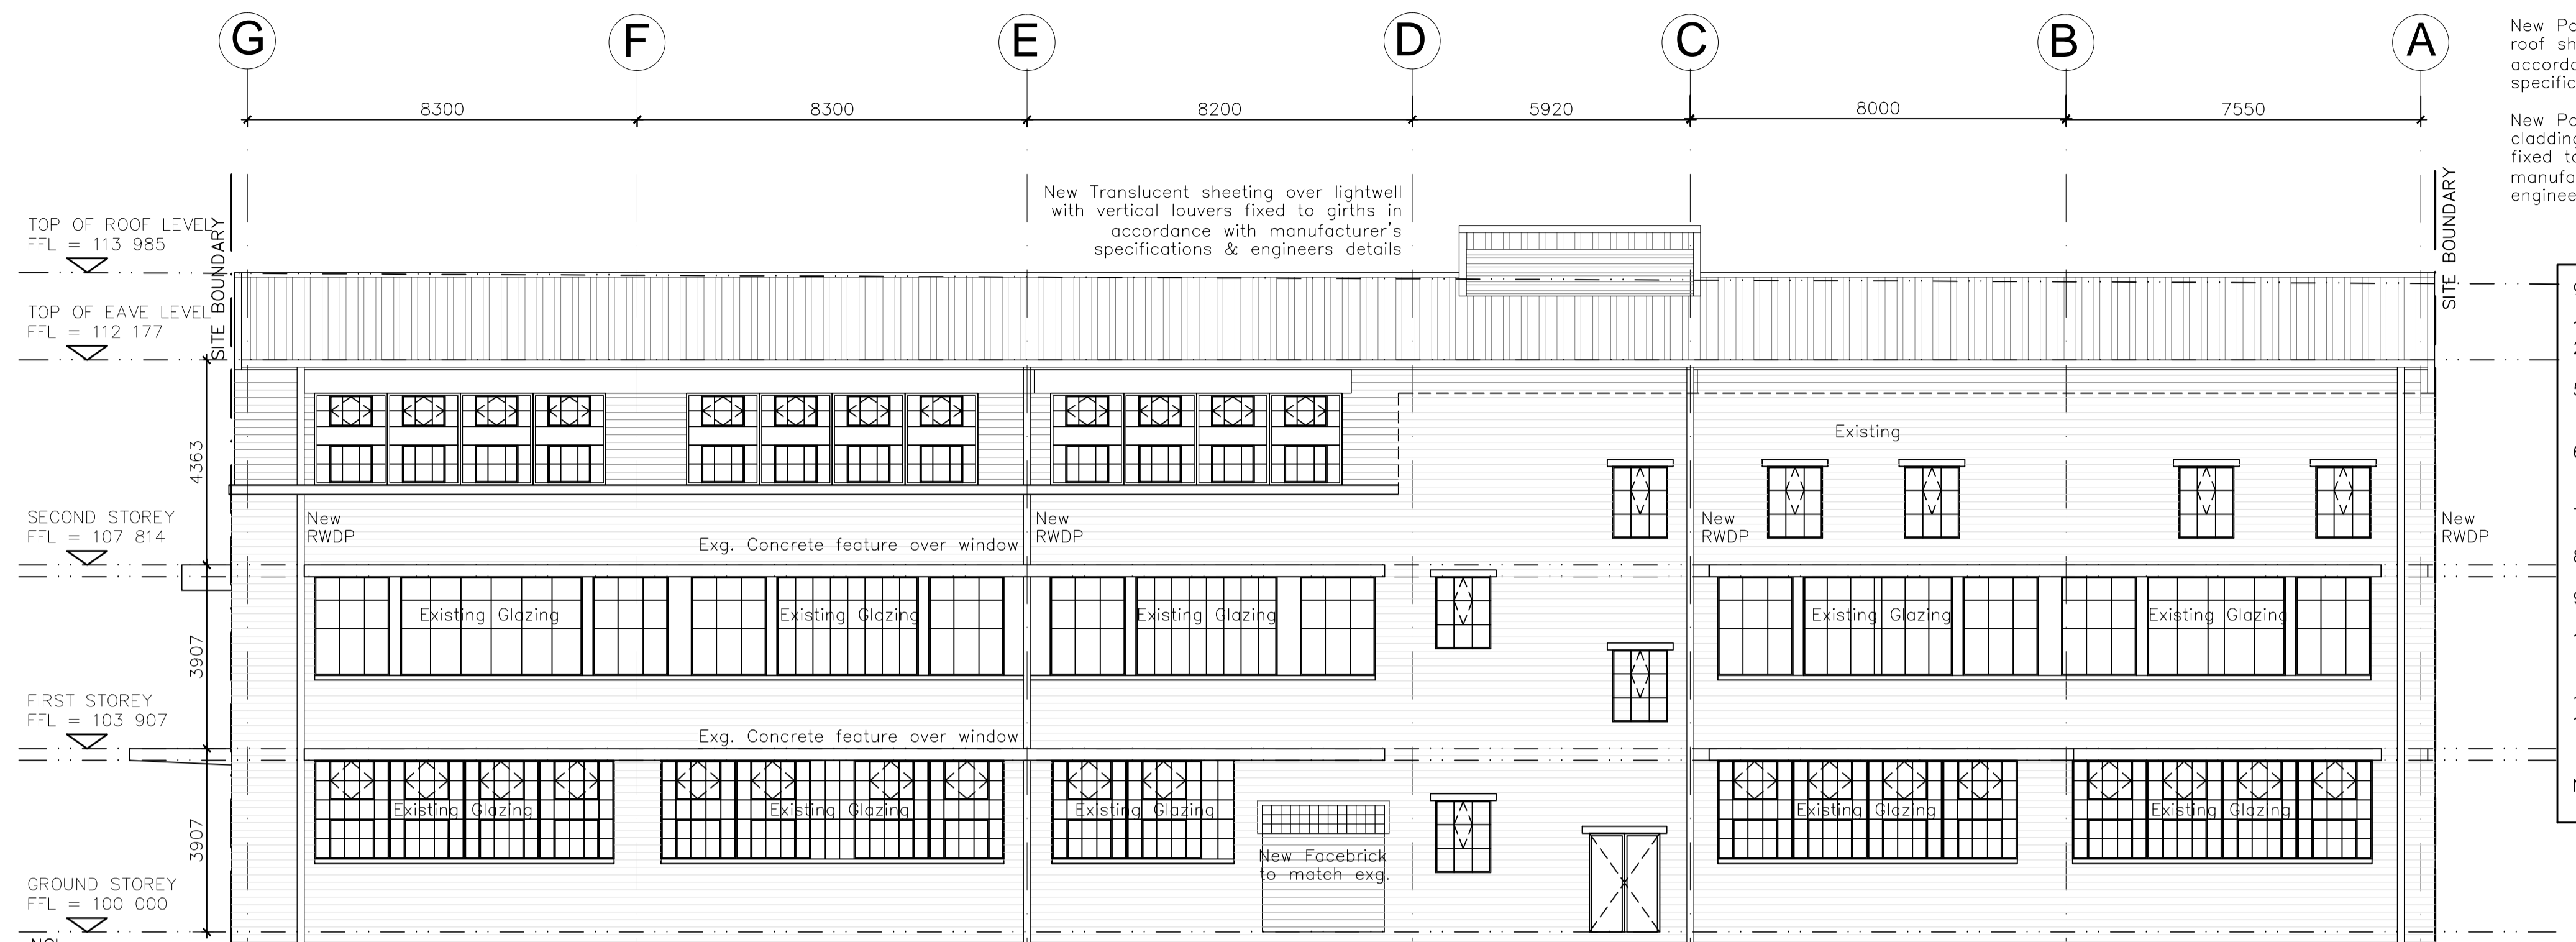 G
F
E
D
C
B
A
8300
8300
8200
5920
8000
7550
New Translucent sheeting over lightwell
with vertical louvers fixed to girths in
accordance with manufacturer's
specifications & engineers details
TOP OF ROOF LEVEL
FFL = 113 985
TOP OF EAVE LEVEL
FFL = 112 177
SITE BOUNDARY
SITE BOUNDARY
4363
Existing
SECOND STOREY
FFL = 107 814
New
RWDP
New
RWDP
New
RWDP
New
RWDP
Exg. Concrete feature over window
Existing Glazing
Existing Glazing
Existing Glazing
Existing Glazing
Existing Glazing
3907
FIRST STOREY
FFL = 103 907
Exg. Concrete feature over window
Existing Glazing
Existing Glazing
Existing Glazing
Existing Glazing
Existing Glazing
3907
New Facebrick
to match exg.
GROUND STOREY
FFL = 100 000
New
roof
New
fixed